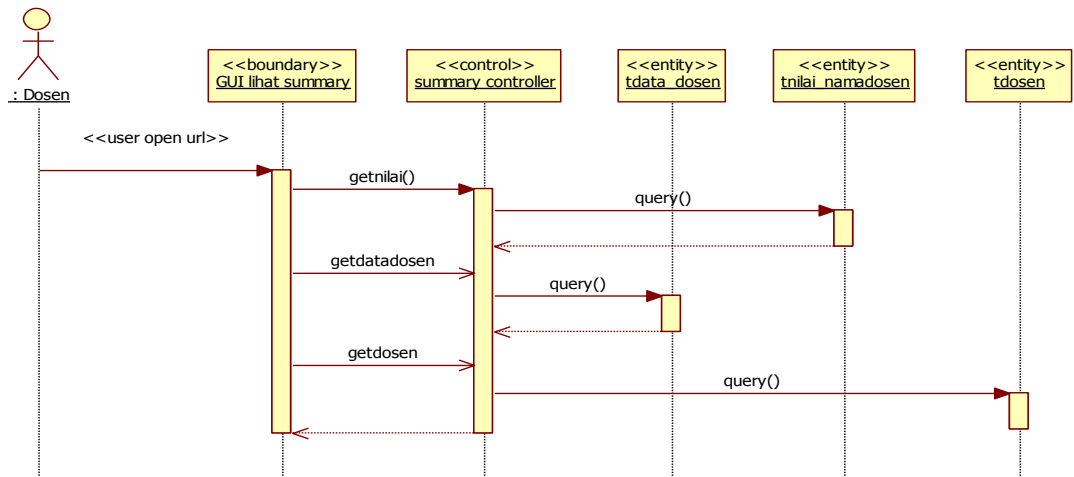 : Dosen
<<boundary>>
GUI lihat summary
<<control>>
summary controller
<<entity>>
tdata_dosen
<<entity>>
tnilai_namadosen
<<entity>>
tdosen
<<user open url>>
getnilai()
query()
getdatadosen
query()
getdosen
query()